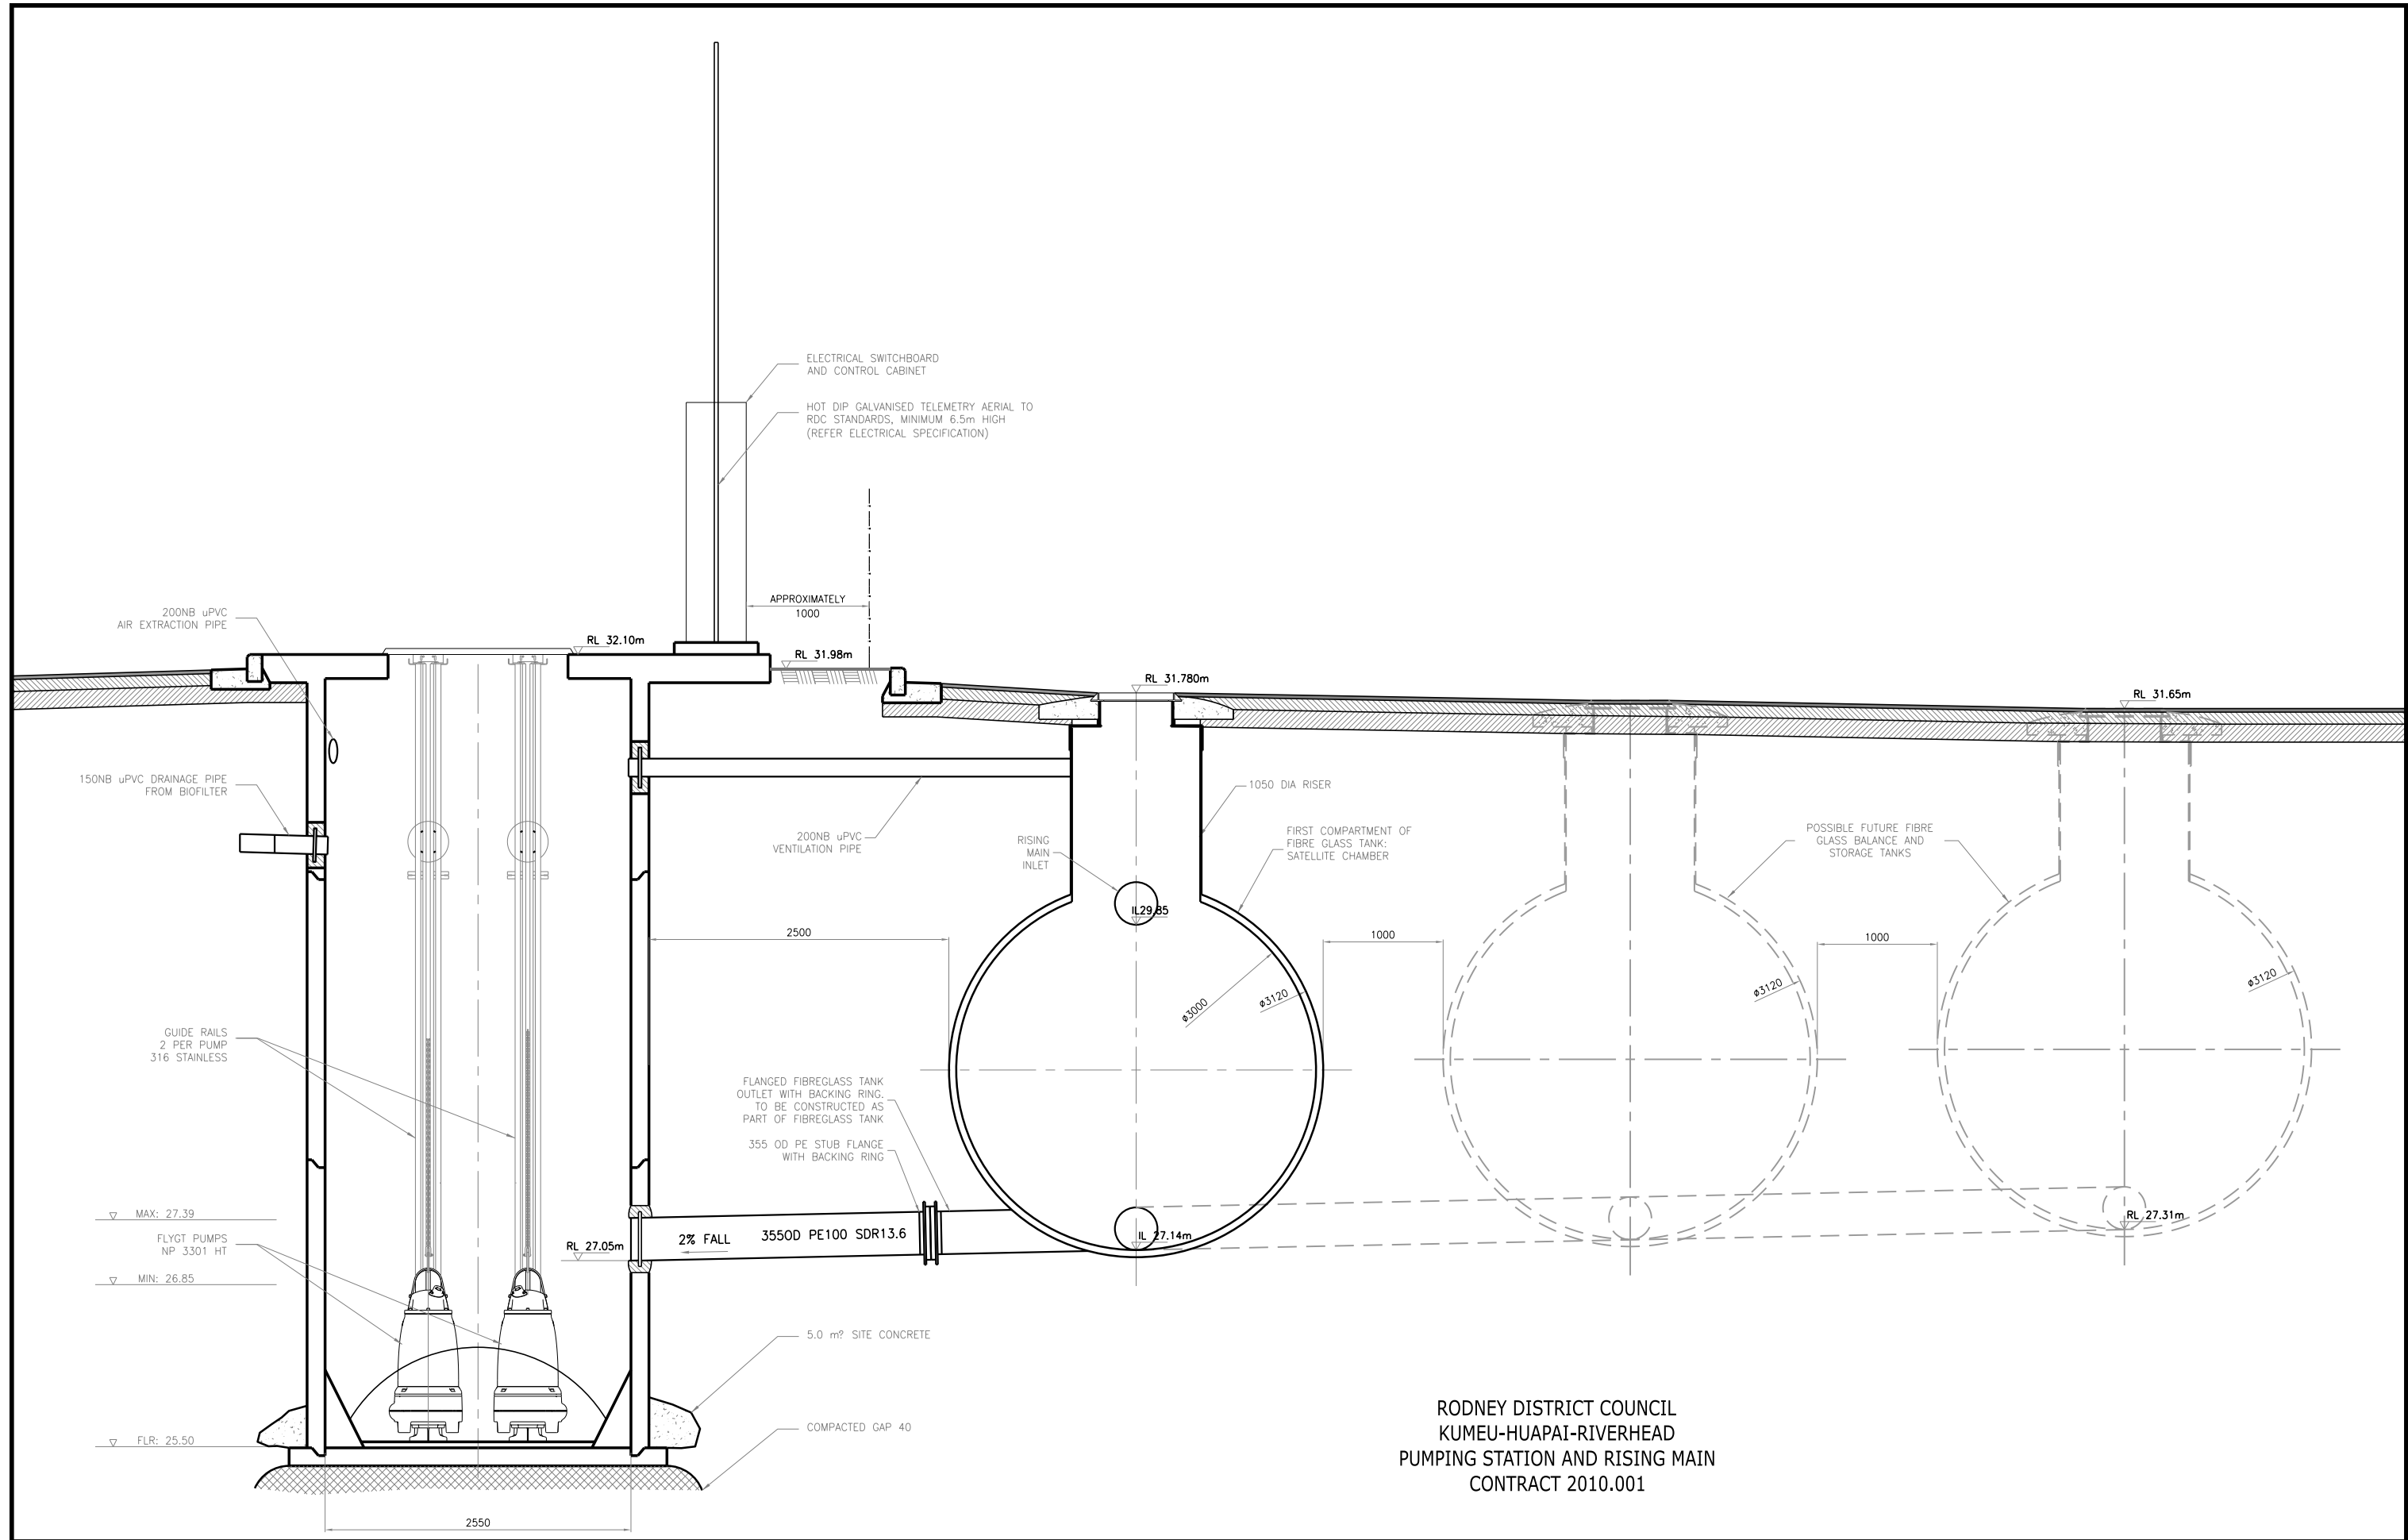 ELECTRICAL SWITCHBOARD
AND CONTROL CABINET
HOT DIP GALVANISED TELEMETRY AERIAL TO
RDC STANDARDS, MINIMUM 6.5m HIGH
(REFER ELECTRICAL SPECIFICATION)
APPROXIMATELY
1000
200NB uPVC
AIR EXTRACTION PIPE
RL 32.10m
RL 31.98m
RL 31.780m
RL 31.65m
150NB uPVC DRAINAGE PIPE
FROM BIOFILTER
200NB uPVC
VENTILATION PIPE
1050 DIA RISER
RISING
MAIN
INLET
FIRST COMPARTMENT OF
FIBRE GLASS TANK:
SATELLITE CHAMBER
POSSIBLE FUTURE FIBRE
GLASS BALANCE AND
STORAGE TANKS
IL29.85
2500
1000
1000
ø3000
ø3120
ø3120
ø3120
GUIDE RAILS
2 PER PUMP
316 STAINLESS
FLANGED FIBREGLASS TANK
OUTLET WITH BACKING RING.
TO BE CONSTRUCTED AS
PART OF FIBREGLASS TANK
355 OD PE STUB FLANGE
WITH BACKING RING
MAX: 27.39
FLYGT PUMPS
NP 3301 HT
MIN: 26.85
RL 27.05m
2% FALL
355OD PE100 SDR13.6
IL 27.14m
RL 27.31m
5.0 m? SITE CONCRETE
COMPACTED GAP 40
FLR: 25.50
2550
RODNEY DISTRICT COUNCIL
KUMEU-HUAPAI-RIVERHEAD
PUMPING STATION AND RISING MAIN
CONTRACT 2010.001